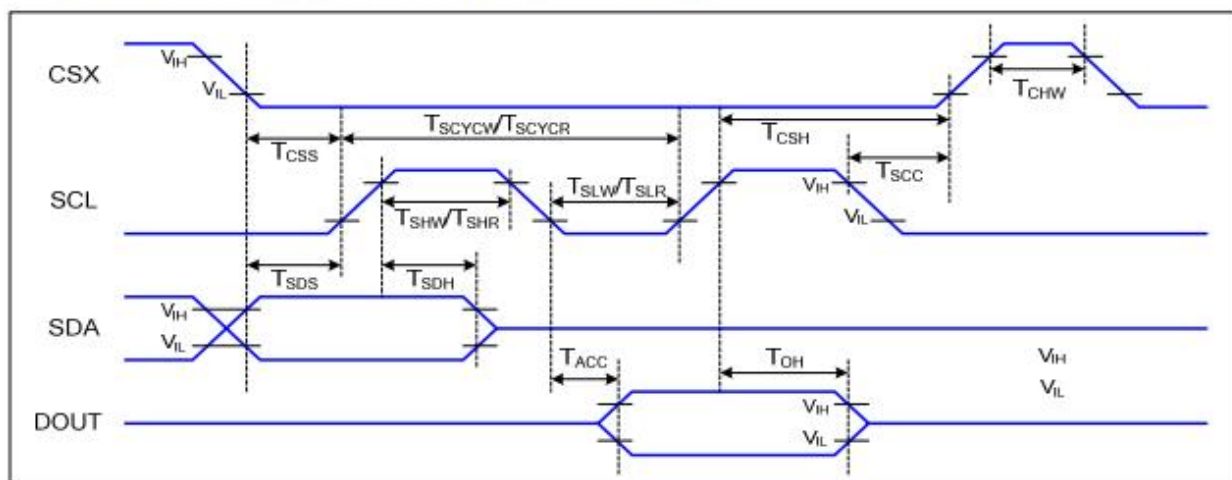 CSX
VIH
VIL
TCHW
TCSS
TSCYCW/TSCYCR
TCSH
TSCC
SCL
TSHW/TSHR
TSLW/TSLR
VIH
VIL
TSDS
TSDH
SDA
VIH
VIL
TACC
TOH
VIH
VIL
DOUT
VIH
VIL